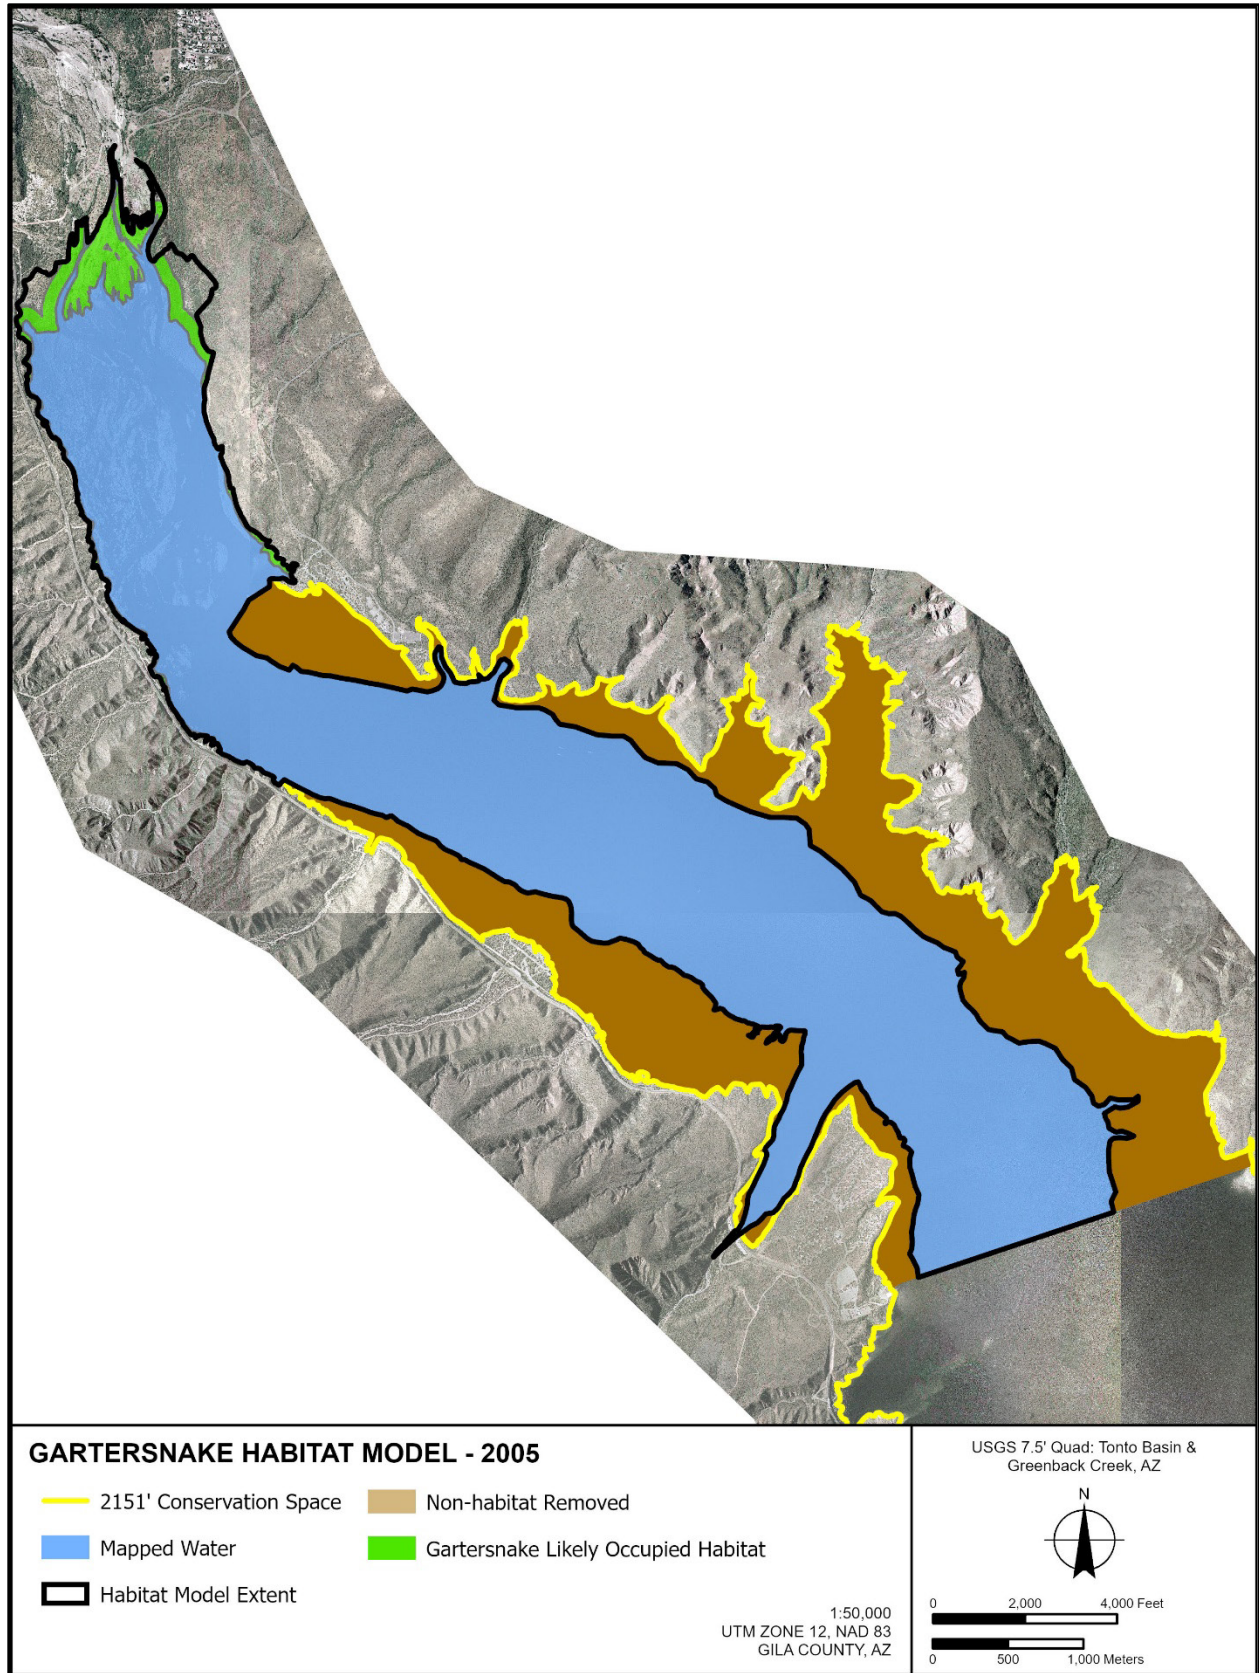 GARTERSNAKE HABITAT MODEL - 2005
2151' Conservation Space
Non-habitat Removed
Mapped Water
Gartersnake Likely Occupied Habitat
Habitat Model Extent
1:50,000
UTM ZONE 12, NAD 83
GILA COUNTY, AZ
USGS 7.5' Quad: Tonto Basin &
Greenback Creek, AZ
N
0 2,000 4,000 Feet
0 500 1,000 Meters